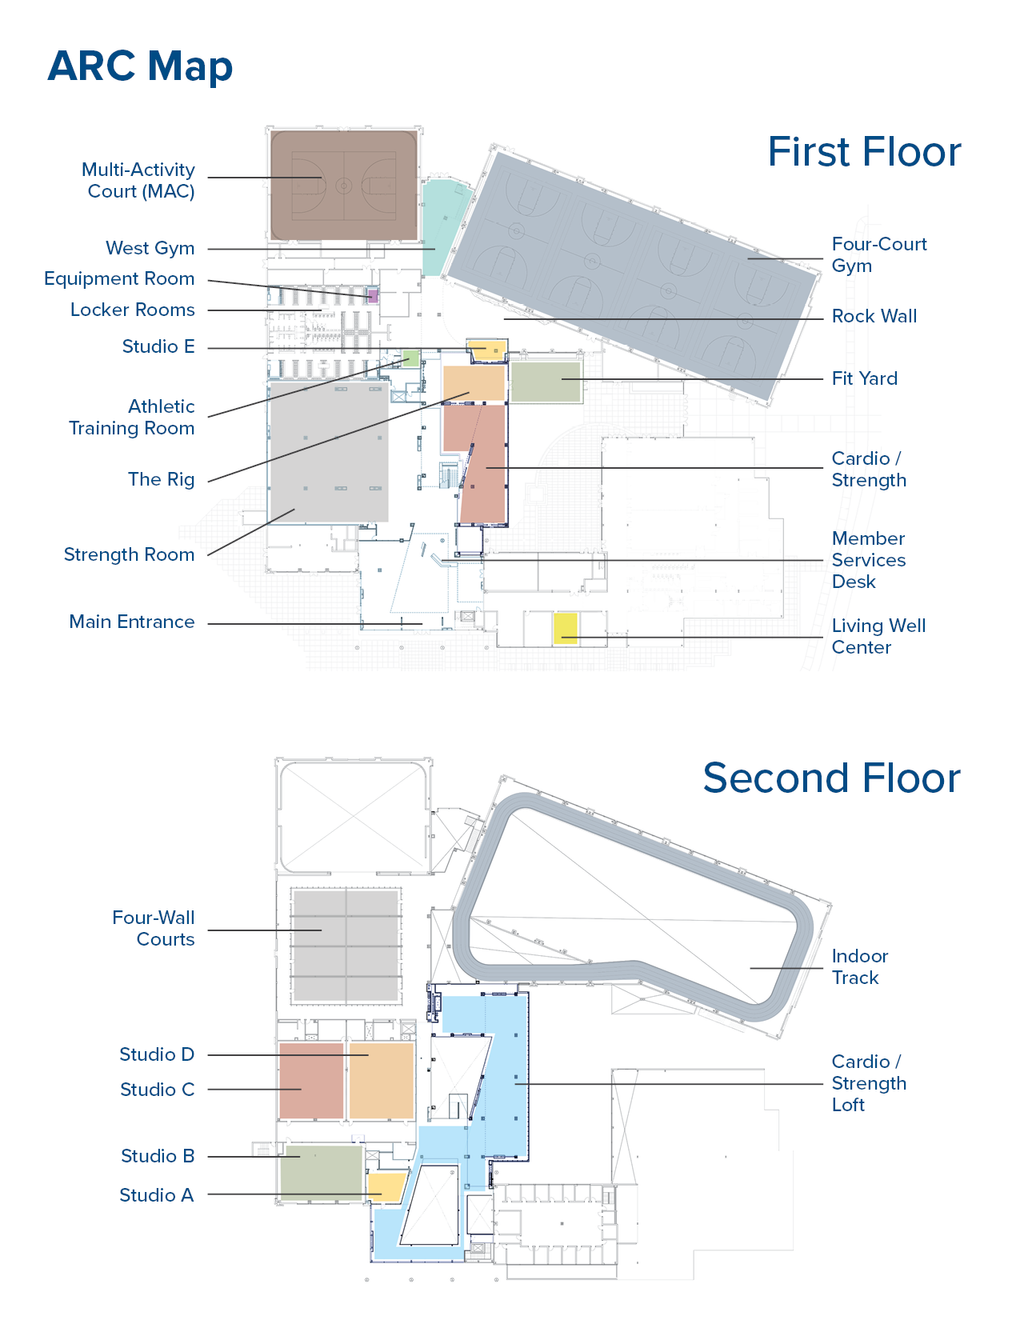 ARC Map
First Floor
Multi-Activity
Court (MAC)
West Gym
Equipment Room
Locker Rooms
Studio E
Athletic
Training Room
The Rig
Strength Room
Main Entrance
Four-Court
Gym
Rock Wall
Fit Yard
Cardio /
Strength
Member
Services
Desk
Living Well
Center
Second Floor
Four-Wall
Courts
Studio D
Studio C
Studio B
Studio A
Indoor
Track
Cardio /
Strength
Loft